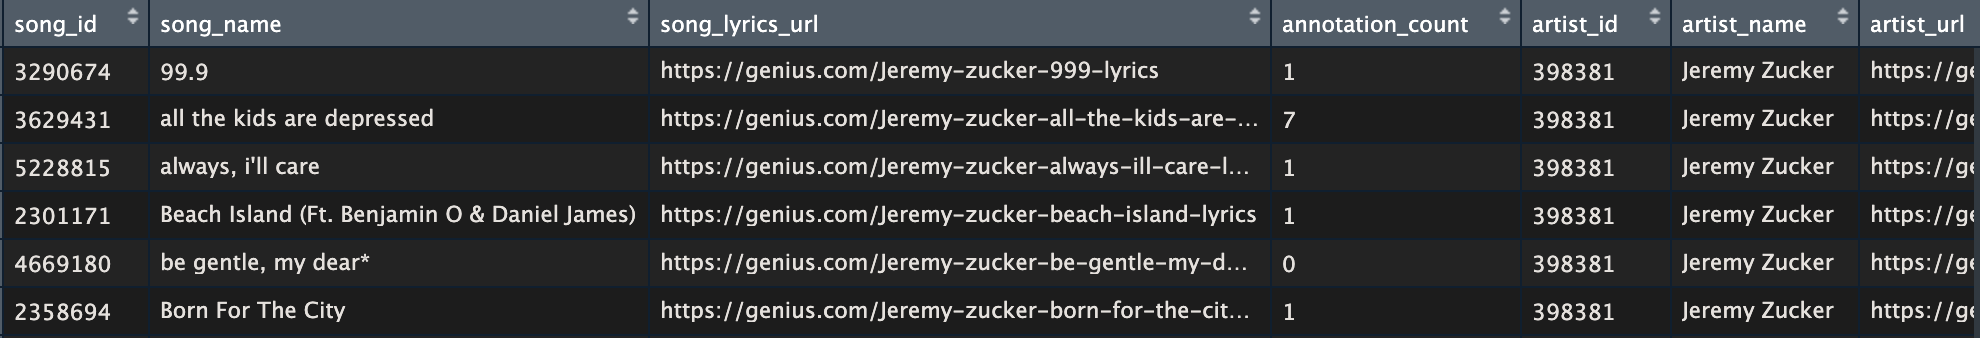 song_id song_name song_lyrics_url annotation_count artist_id artist_name artist_url
3290674 99.9 https://genius.com/Jeremy-zucker-999-lyrics 1 398381 Jeremy Zucker https://ge
3629431 all the kids are depressed https://genius.com/Jeremy-zucker-all-the-kids-are-... 7 398381 Jeremy Zucker https://ge
5228815 always, i'll care https://genius.com/Jeremy-zucker-always-ill-care-l... 1 398381 Jeremy Zucker https://ge
2301171 Beach Island (Ft. Benjamin O & Daniel James) https://genius.com/Jeremy-zucker-beach-island-lyrics 1 398381 Jeremy Zucker https://ge
4669180 be gentle, my dear* https://genius.com/Jeremy-zucker-be-gentle-my-d... 0 398381 Jeremy Zucker https://ge
2358694 Born For The City https://genius.com/Jeremy-zucker-born-for-the-cit... 1 398381 Jeremy Zucker https://ge